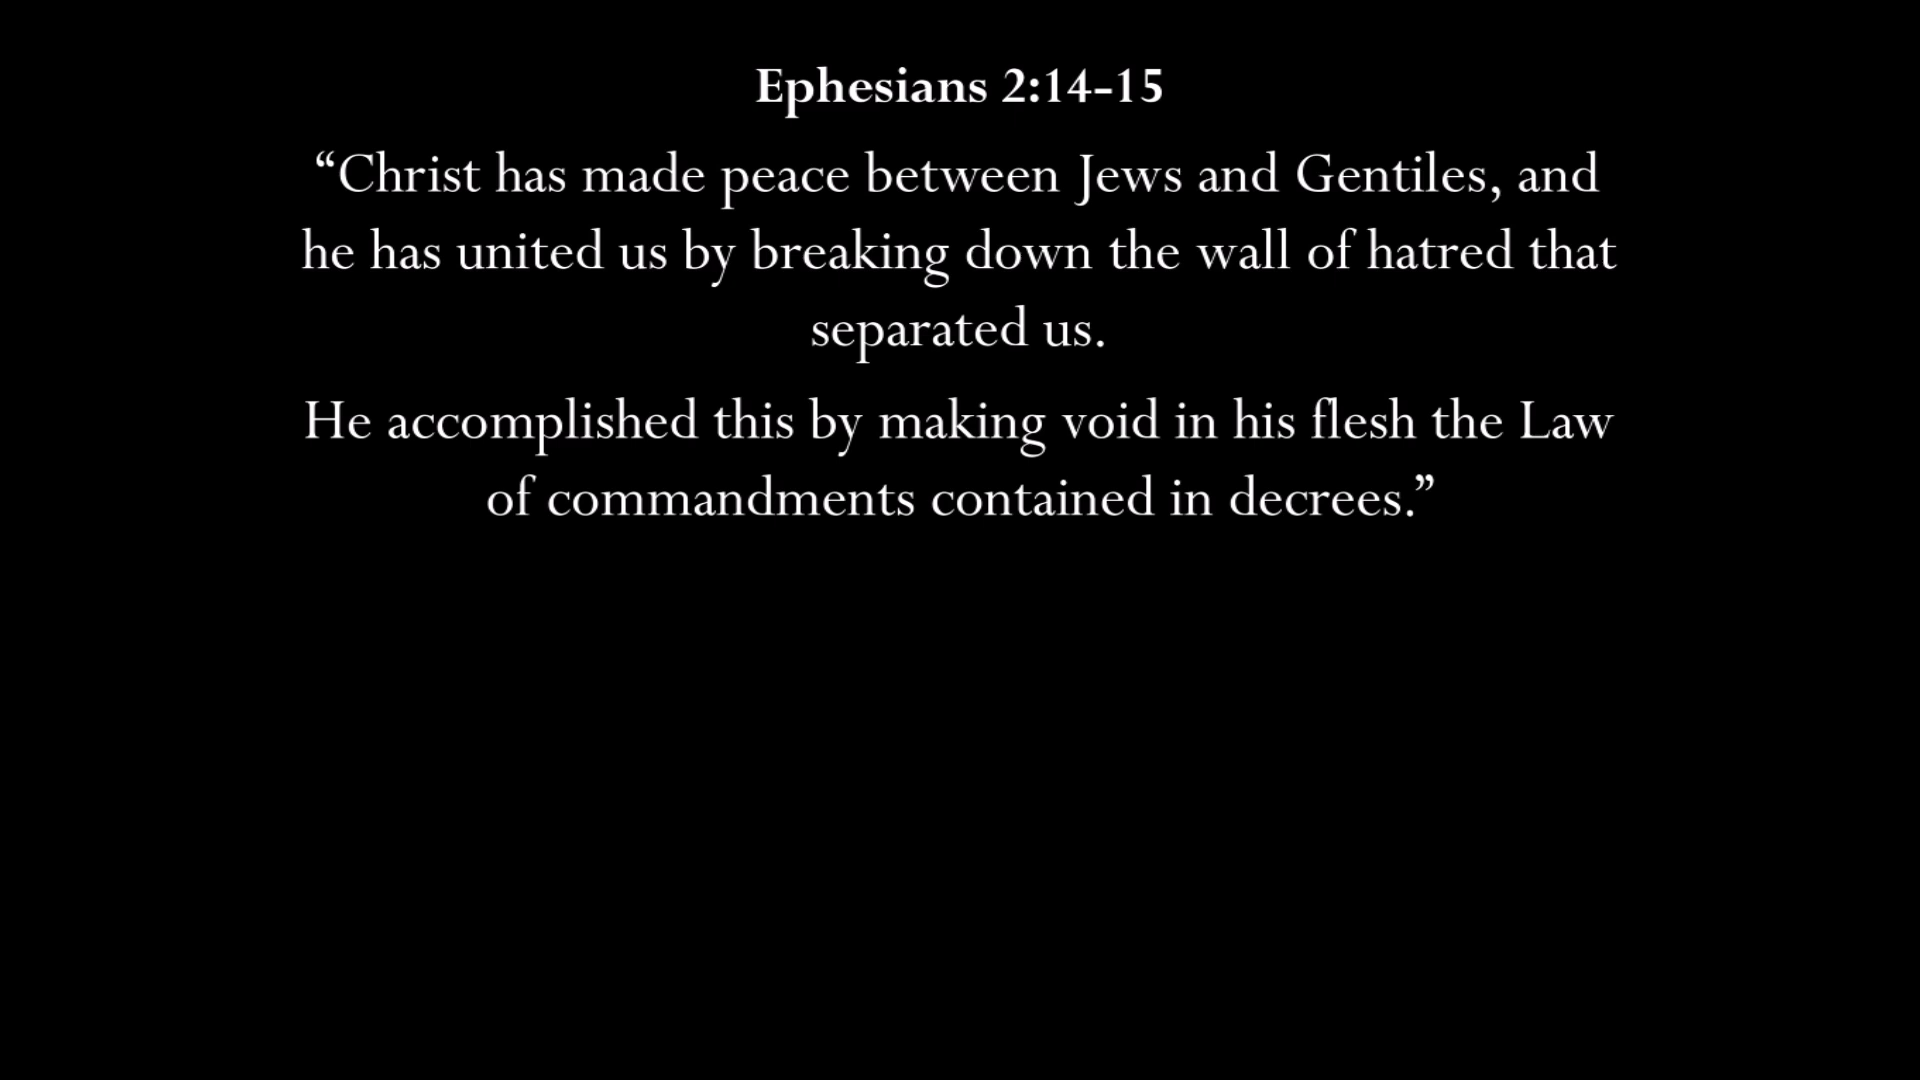 Ephesians 2:14-15
“Christ has made peace between Jews and Gentiles, and
he has united us by breaking down the wall of hatred that
separated us.
He accomplished this by making void in his flesh the Law
of commandments contained in decrees.”